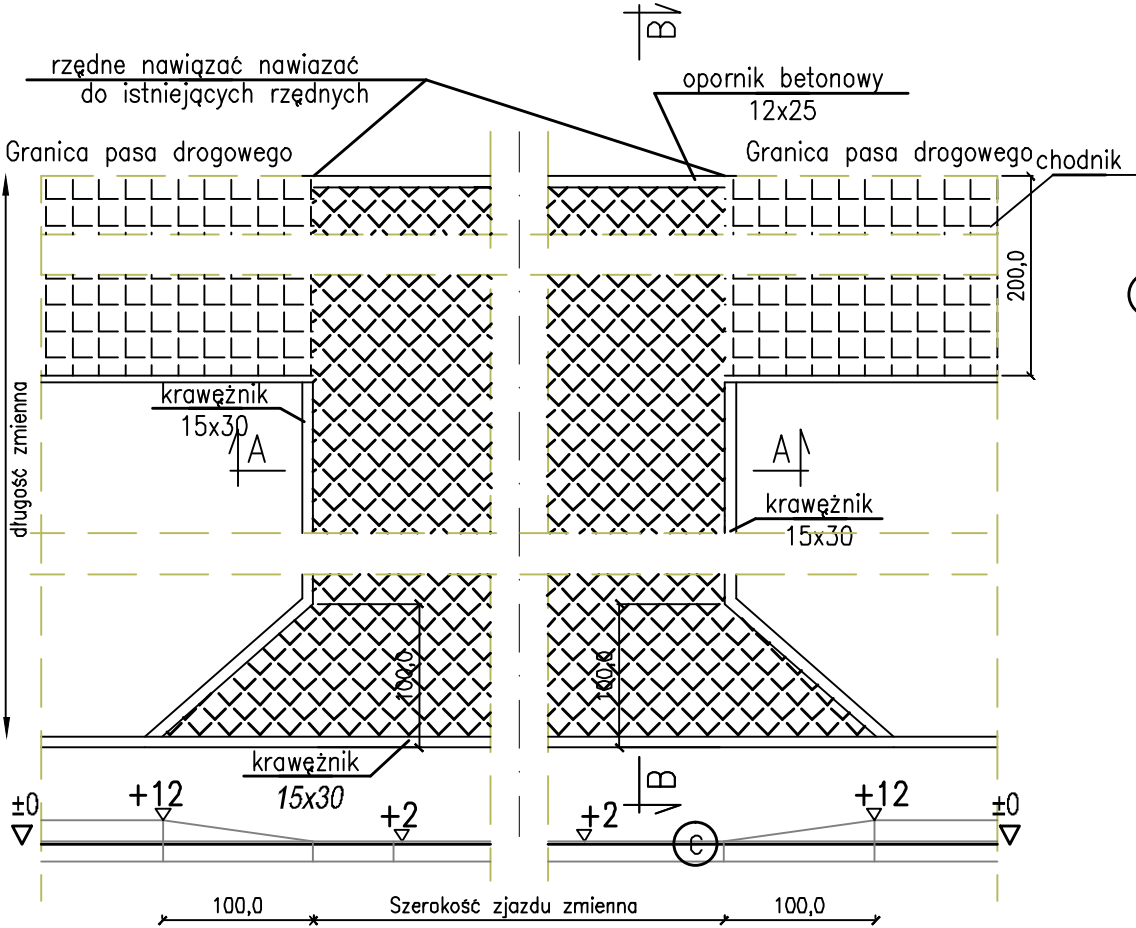 B
rzędne nawiązać nawiazać
do istniejących rzędnych
opornik betonowy
12x25
Granica pasa drogowego
Granica pasa drogowego
chodnik
200,0
krawężnik
15x30
A
A
długość zmienna
krawężnik
15x30
100,0
100,0
krawężnik
15x30
B
±0
+12
+2
+2
C
+12
±0
100,0
Szerokość zjazdu zmienna
100,0